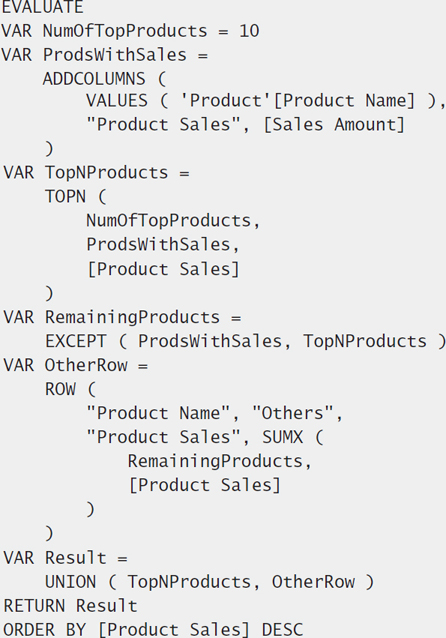 EVALUATE
VAR NumOfTopProducts = 10
VAR ProdsWithSales =
    ADDCOLUMNS (
        VALUES ( 'Product'[Product Name] ),
        "Product Sales", [Sales Amount]
    )
VAR TopNProducts =
    TOPN (
        NumOfTopProducts,
        ProdsWithSales,
        [Product Sales]
    )
VAR RemainingProducts =
    EXCEPT ( ProdsWithSales, TopNProducts )
VAR OtherRow =
    ROW (
        "Product Name", "Others",
        "Product Sales", SUMX (
            RemainingProducts,
            [Product Sales]
        )
    )
VAR Result =
    UNION ( TopNProducts, OtherRow )
RETURN Result
ORDER BY [Product Sales] DESC